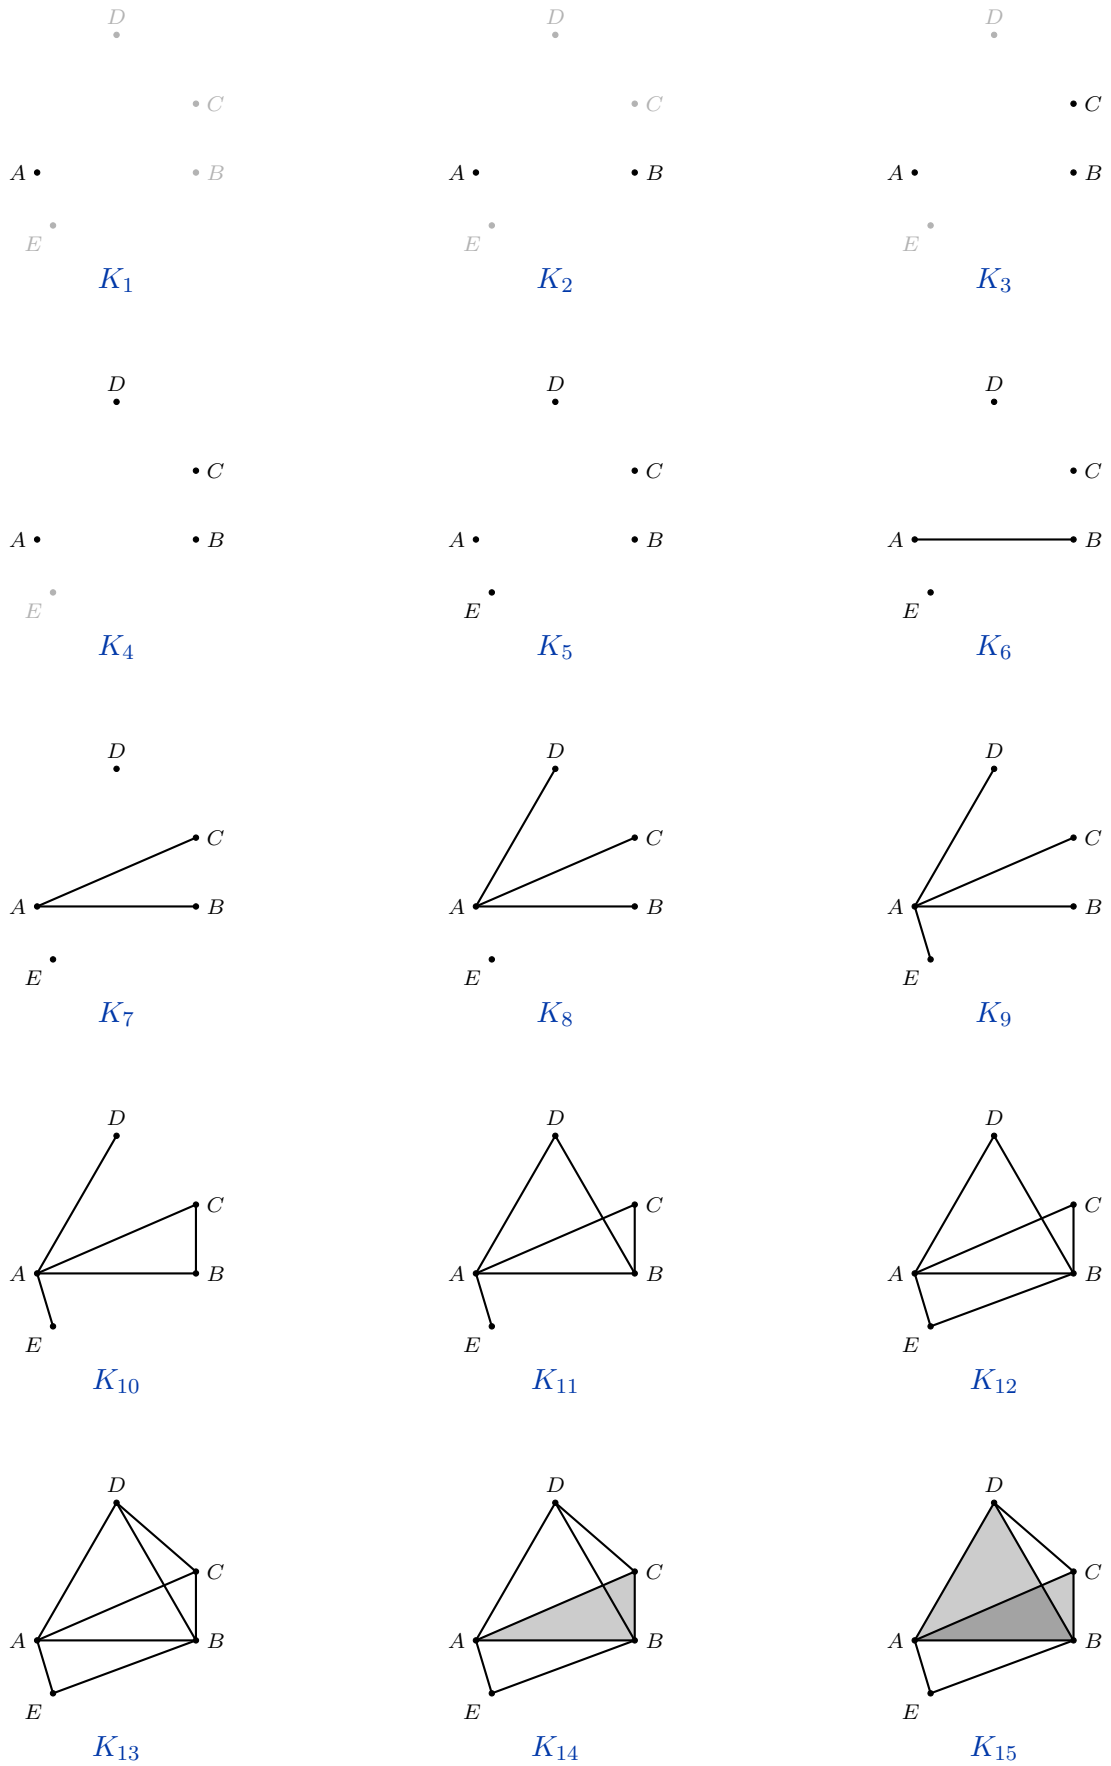 D D D
C C C
A B A B A B
E E E
K₁ K₂ K₃
D D D
C C C
A B A B A B
E E E
K₄ K₅ K₆
D D D
C C C
A B A B A B
E E E
K₇ K₈ K₉
D D D
C C C
A B A B A B
E E E
K₁₀ K₁₁ K₁₂
D D D
C C C
A B A B A B
E E E
K₁₃ K₁₄ K₁₅